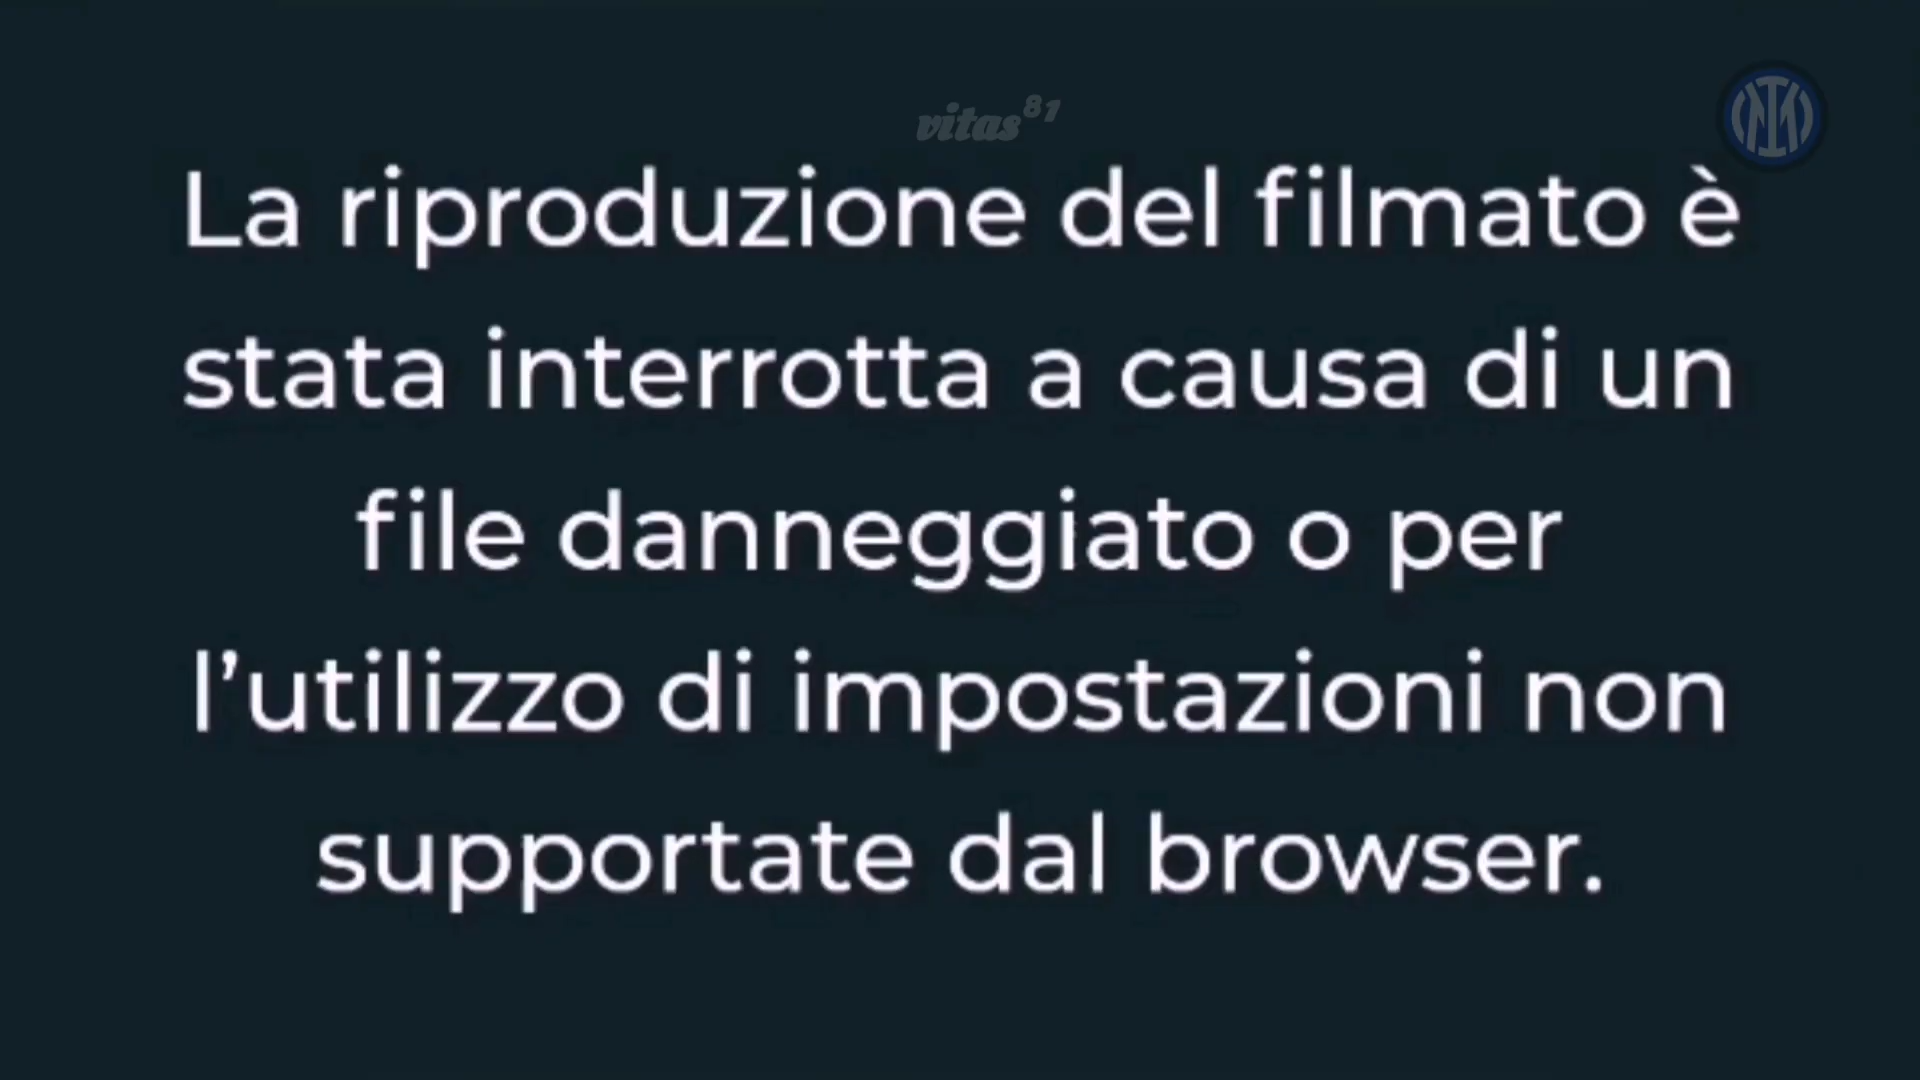 vitas81
La riproduzione del filmato è
stata interrotta a causa di un
file danneggiato o per
l’utilizzo di impostazioni non
supportate dal browser.